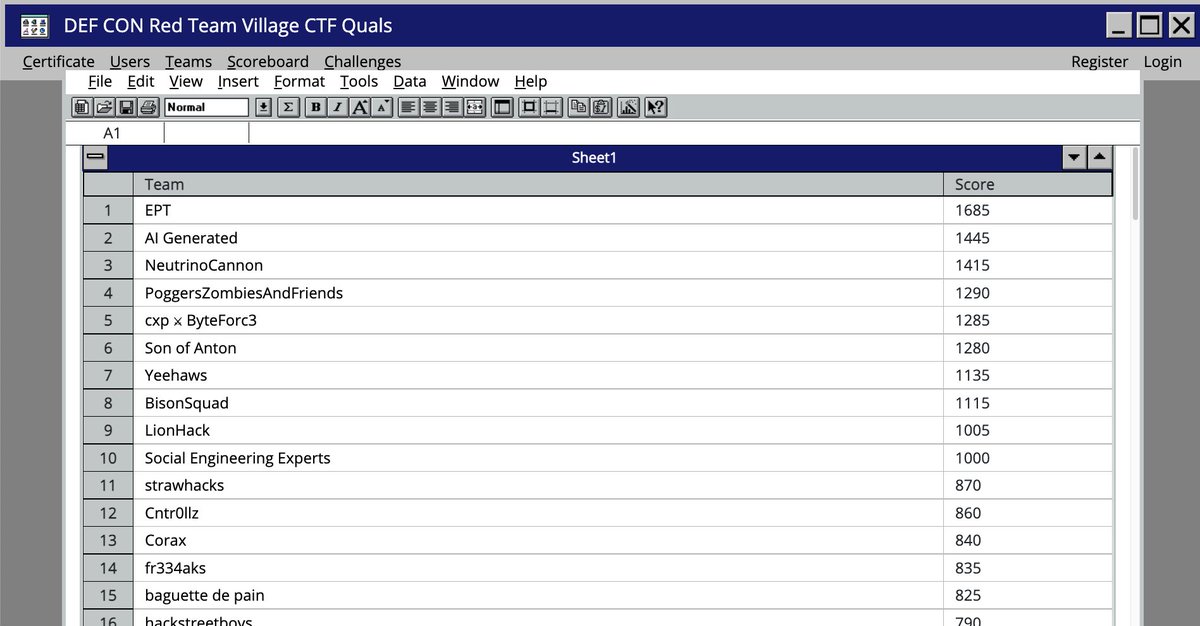 DEF CON Red Team Village CTF Quals
Certificate Users Teams Scoreboard Challenges Register Login
File Edit View Insert Format Tools Data Window Help
Normal Σ B I A A
A1
Sheet1
Team Score
1 EPT 1685
2 AI Generated 1445
3 NeutrinoCannon 1415
4 PoggersZombiesAndFriends 1290
5 cxp ⨯ ByteForc3 1285
6 Son of Anton 1280
7 Yeehaws 1135
8 BisonSquad 1115
9 LionHack 1005
10 Social Engineering Experts 1000
11 strawhacks 870
12 Cntr0llz 860
13 Corax 840
14 fr334aks 835
15 baguette de pain 825
16 hackstreetboys 790